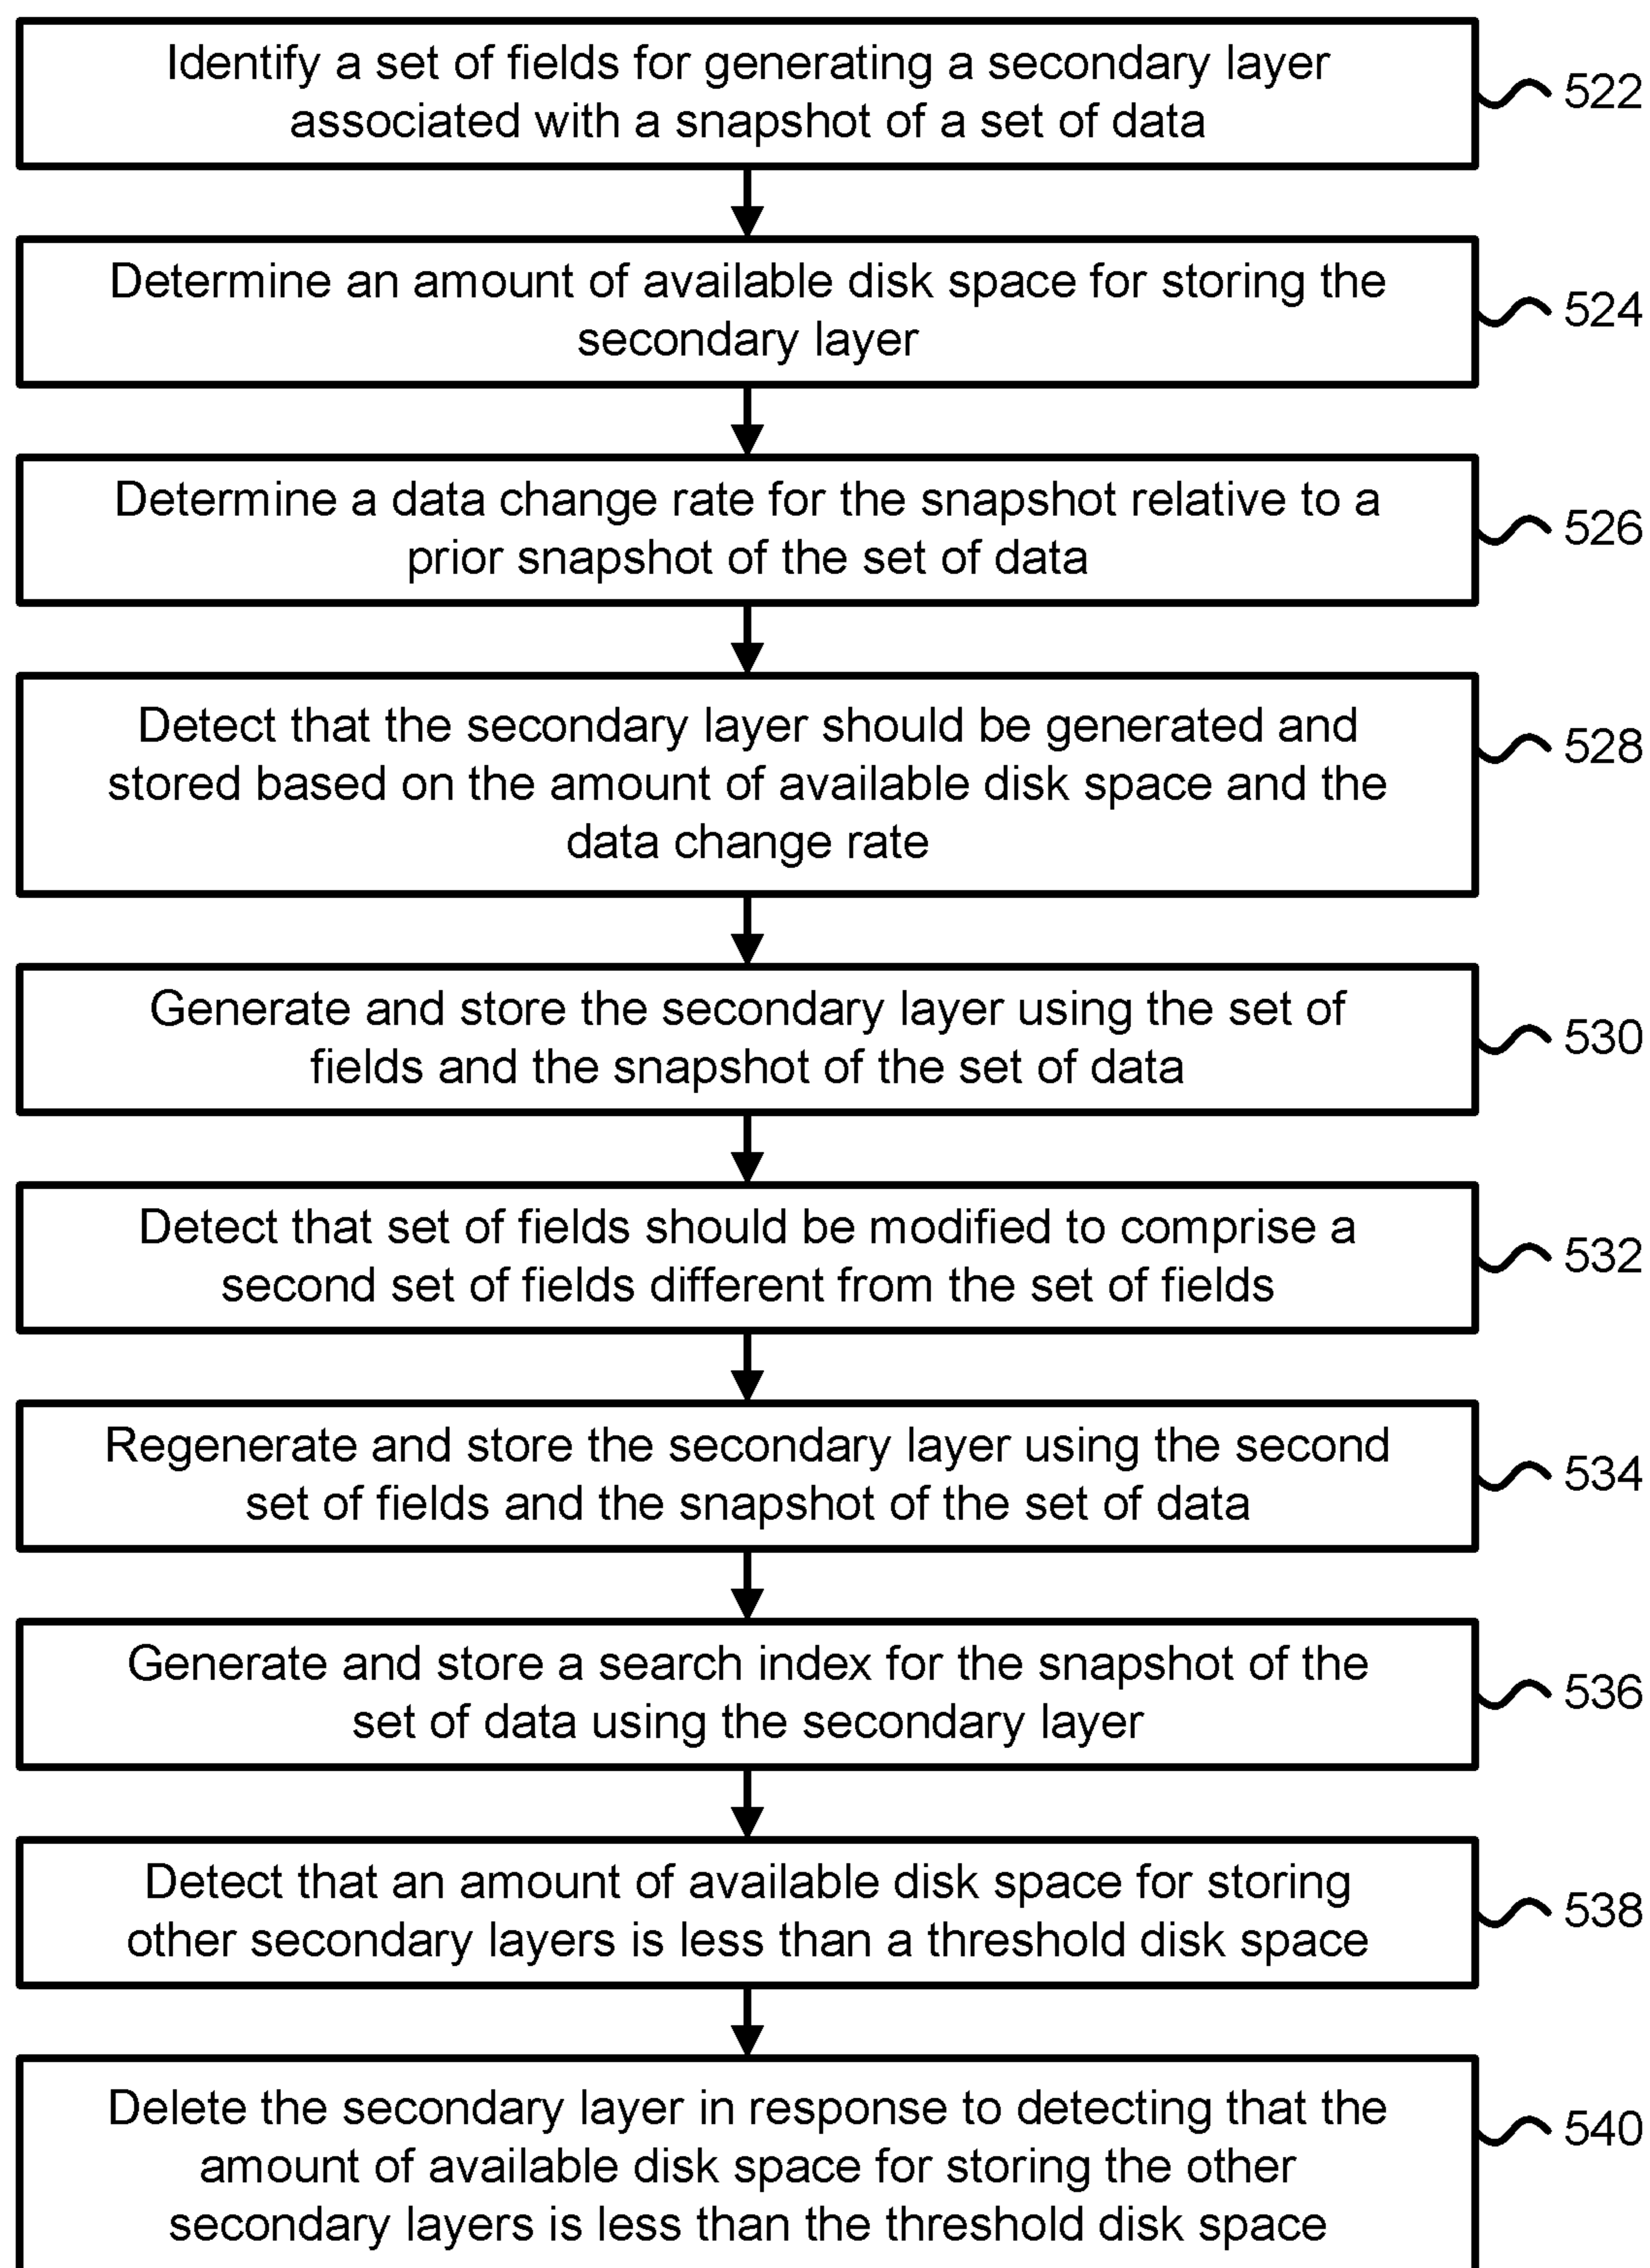 Identify a set of fields for generating a secondary layer
associated with a snapshot of a set of data
522
Determine an amount of available disk space for storing the
secondary layer
524
Determine a data change rate for the snapshot relative to a
prior snapshot of the set of data
526
Detect that the secondary layer should be generated and
stored based on the amount of available disk space and the
data change rate
528
Generate and store the secondary layer using the set of
fields and the snapshot of the set of data
530
Detect that set of fields should be modified to comprise a
second set of fields different from the set of fields
532
Regenerate and store the secondary layer using the second
set of fields and the snapshot of the set of data
534
Generate and store a search index for the snapshot of the
set of data using the secondary layer
536
Detect that an amount of available disk space for storing
other secondary layers is less than a threshold disk space
538
Delete the secondary layer in response to detecting that the
amount of available disk space for storing the other
secondary layers is less than the threshold disk space
540